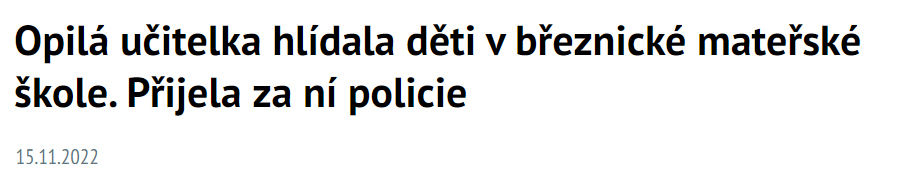 Opilá učitelka hlídala děti v březnické mateřské
škole. Přijela za ní policie
15.11.2022